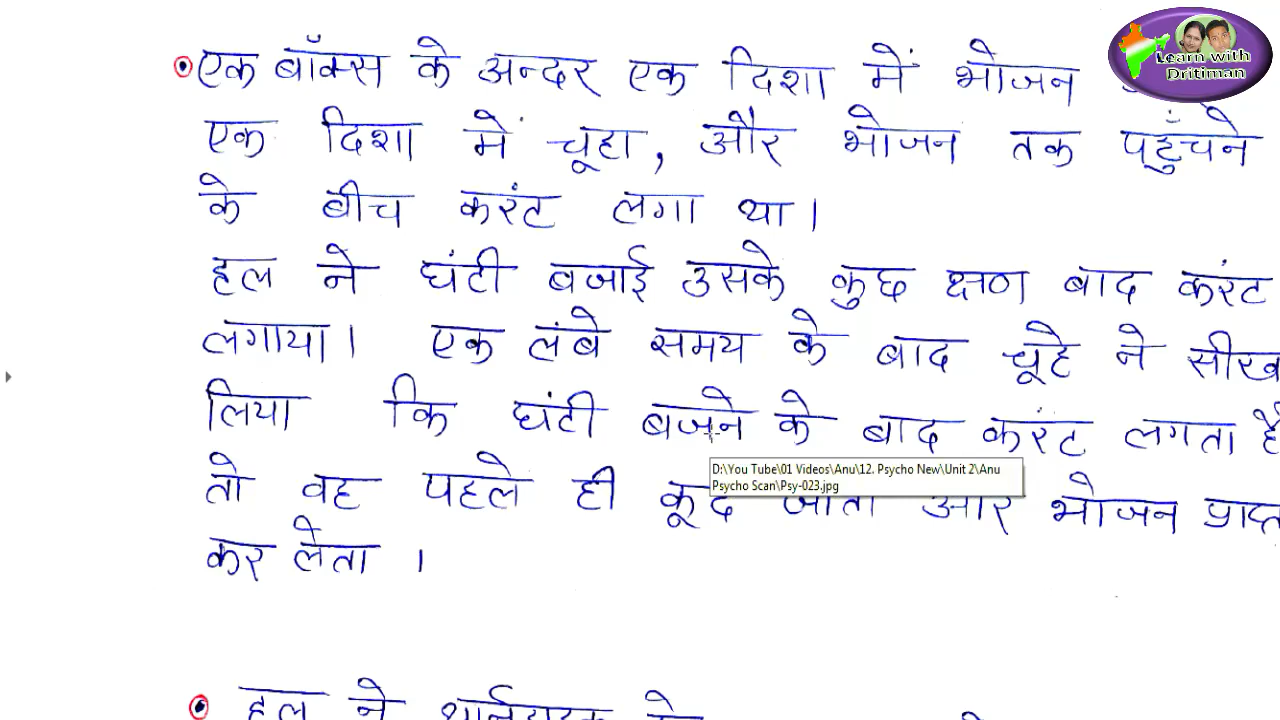 Learn with
Dritiman
एक बॉक्स के अन्दर एक दिशा में भोजन
एक दिशा में चूहा, और भोजन तक पहुँचने
के बीच करंट लगा था।
हल ने घंटी बजाई उसके कुछ क्षण बाद करंट
लगाया। एक लंबे समय के बाद चूहे ने सीख
लिया कि घंटी बजने के बाद करंट लगता है
D:\You Tube\01 Videos\Anu\12. Psycho New\Unit 2\Anu
Psycho Scan\Psy-023.jpg
तो वह पहले ही कूद जाता और भोजन प्राप्त
कर लेता ।
हल ने